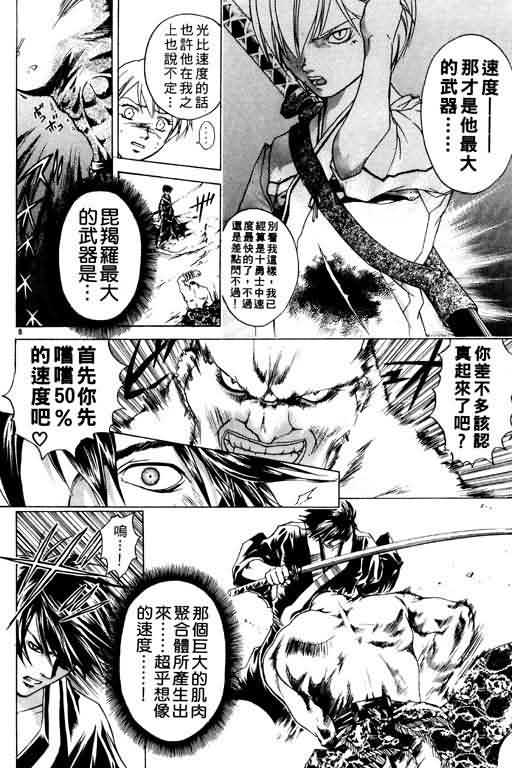 速度──
那才是他最大
的武器……
別看我這樣，我已
經算是十勇士中速
度最快的了，不過
還是差點閃不過！
光比速度的話
也許他在我之
上也說不定…
……
毘羯羅最大
的武器是…
8
你差不多該認
真起來了吧？
首先你先
嚐嚐50%
的速度吧♡
那個巨大的肌肉
聚合體所產生出
來……超乎想像
的速度……
嗚…！